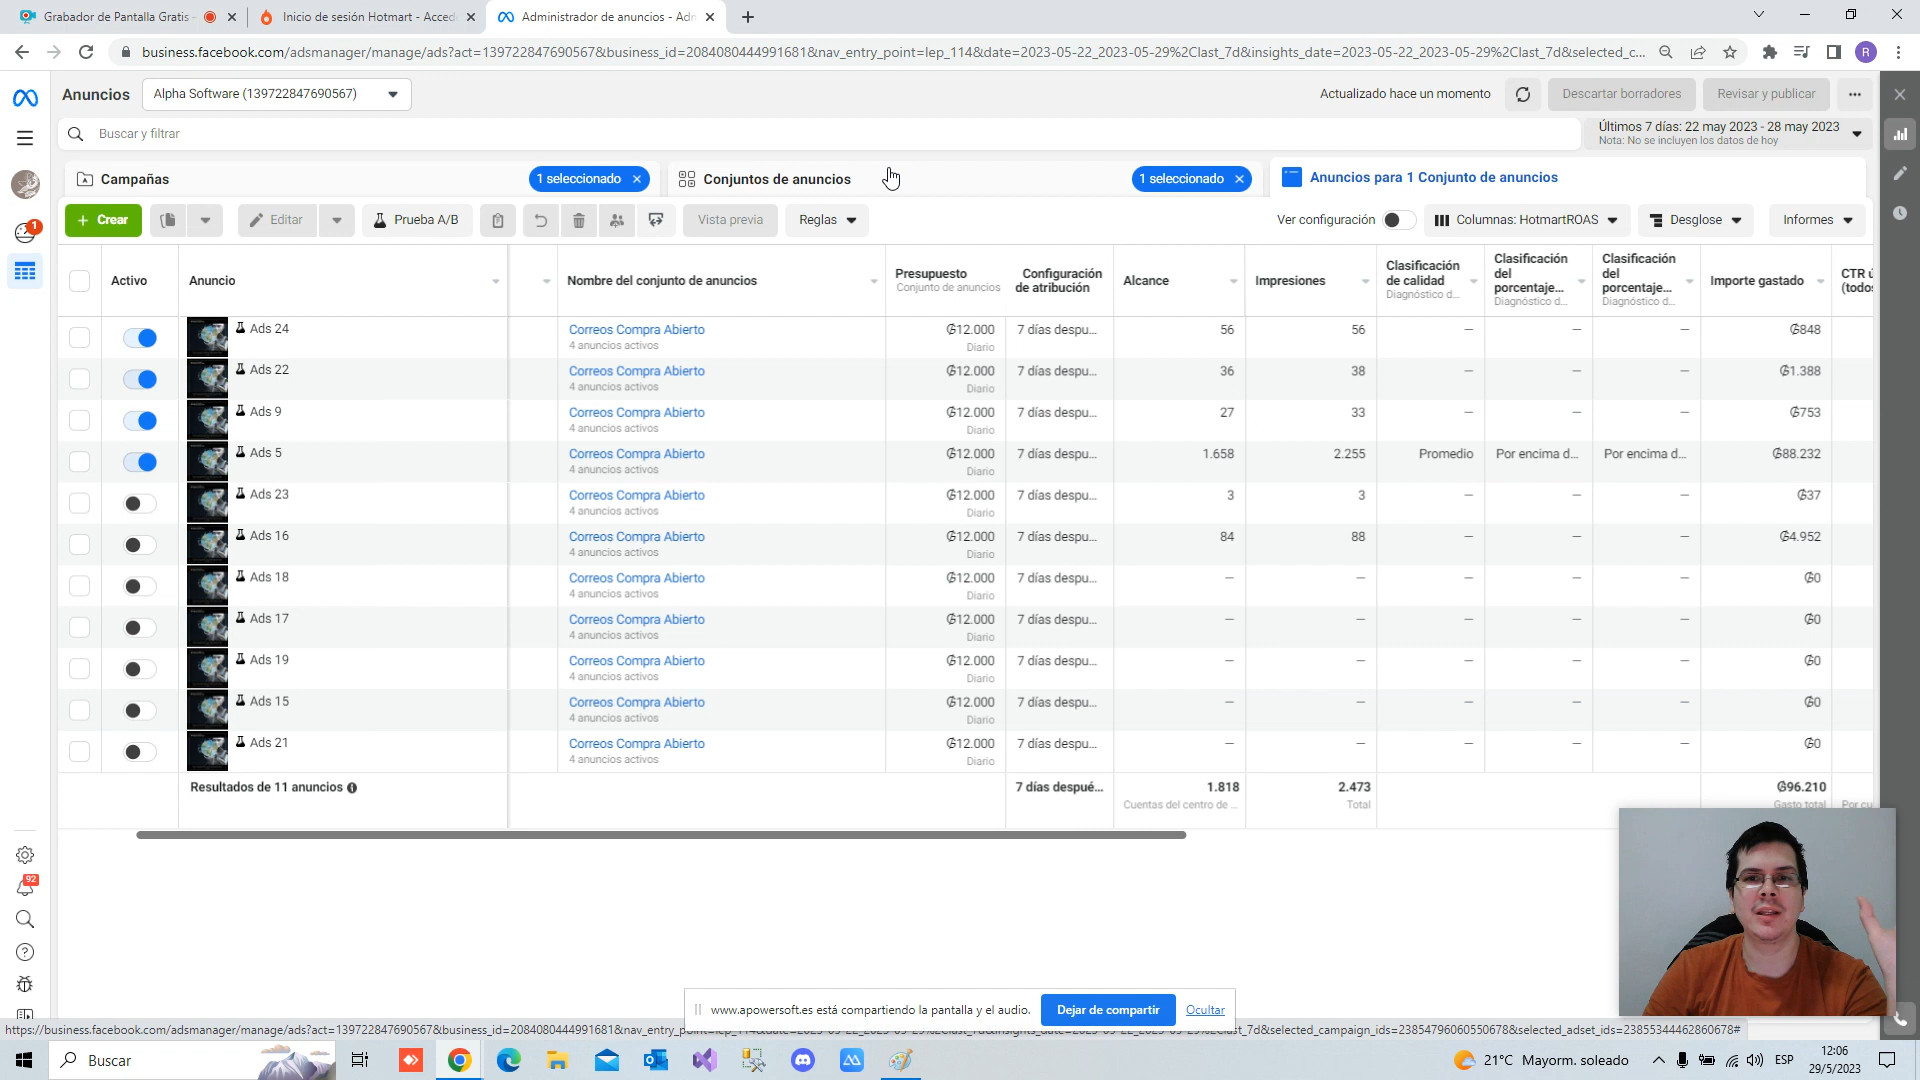 Grabador de Pantalla Gratis
Inicio de sesión Hotmart - Acced
Administrador de anuncios - Adm
business.facebook.com/adsmanager/manage/ads?act=139722847690567&business_id=2084080444991681&nav_entry_point=lep_114&date=2023-05-22_2023-05-29%2Clast_7d&insights_date=2023-05-22_2023-05-29%2Clast_7d&selected_c...
R
Anuncios
Alpha Software (139722847690567)
Actualizado hace un momento
Descartar borradores
Revisar y publicar
Buscar y filtrar
Últimos 7 días: 22 may 2023 - 28 may 2023
Nota: No se incluyen los datos de hoy
Campañas
1 seleccionado
Conjuntos de anuncios
1 seleccionado
Anuncios para 1 Conjunto de anuncios
1
+ Crear
Editar
Prueba A/B
Vista previa
Reglas
Ver configuración
Columnas: HotmartROAS
Desglose
Informes
Activo
Anuncio
Nombre del conjunto de anuncios
Presupuesto
Conjunto de anuncios
Configuración de atribución
Alcance
Impresiones
Clasificación de calidad
Diagnóstico d...
Clasificación del porcentaje...
Diagnóstico d...
Clasificación del porcentaje...
Diagnóstico d...
Importe gastado
Ads 24 Correos Compra Abierto ₲12.000 7 días despu... 56 56 — — — ₲848
4 anuncios activos Diario
Ads 22 Correos Compra Abierto ₲12.000 7 días despu... 36 38 — — — ₲1.388
4 anuncios activos Diario
Ads 9 Correos Compra Abierto ₲12.000 7 días despu... 27 33 — — — ₲753
4 anuncios activos Diario
Ads 5 Correos Compra Abierto ₲12.000 7 días despu... 1.658 2.255 Promedio Por encima d... Por encima d... ₲88.232
4 anuncios activos Diario
Ads 23 Correos Compra Abierto ₲12.000 7 días despu... 3 3 — — — ₲37
4 anuncios activos Diario
Ads 16 Correos Compra Abierto ₲12.000 7 días despu... 84 88 — — — ₲4.952
4 anuncios activos Diario
Ads 18 Correos Compra Abierto ₲12.000 7 días despu... — — — — — ₲0
4 anuncios activos Diario
Ads 17 Correos Compra Abierto ₲12.000 7 días despu... — — — — — ₲0
4 anuncios activos Diario
Ads 19 Correos Compra Abierto ₲12.000 7 días despu... — — — — — ₲0
4 anuncios activos Diario
Ads 15 Correos Compra Abierto ₲12.000 7 días despu... — — — — — ₲0
4 anuncios activos Diario
Ads 21 Correos Compra Abierto ₲12.000 7 días despu... — — — — — ₲0
4 anuncios activos Diario
Resultados de 11 anuncios 7 días despué... 1.818 2.473 ₲96.210
Cuentas del centro de ... Total Gasto total
92
www.apowersoft.es está compartiendo la pantalla y el audio.
Dejar de compartir
Ocultar
Buscar
21°C Mayorm. soleado
ESP
12:06
29/5/2023